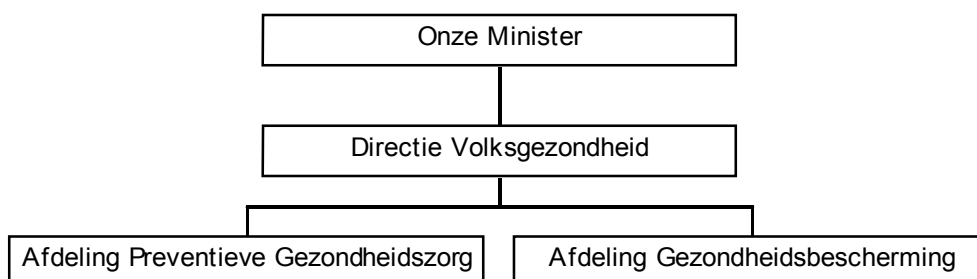 Onze Minister
Directie Volksgezondheid
Afdeling Preventieve Gezondheidszorg
Afdeling Gezondheidsbescherming